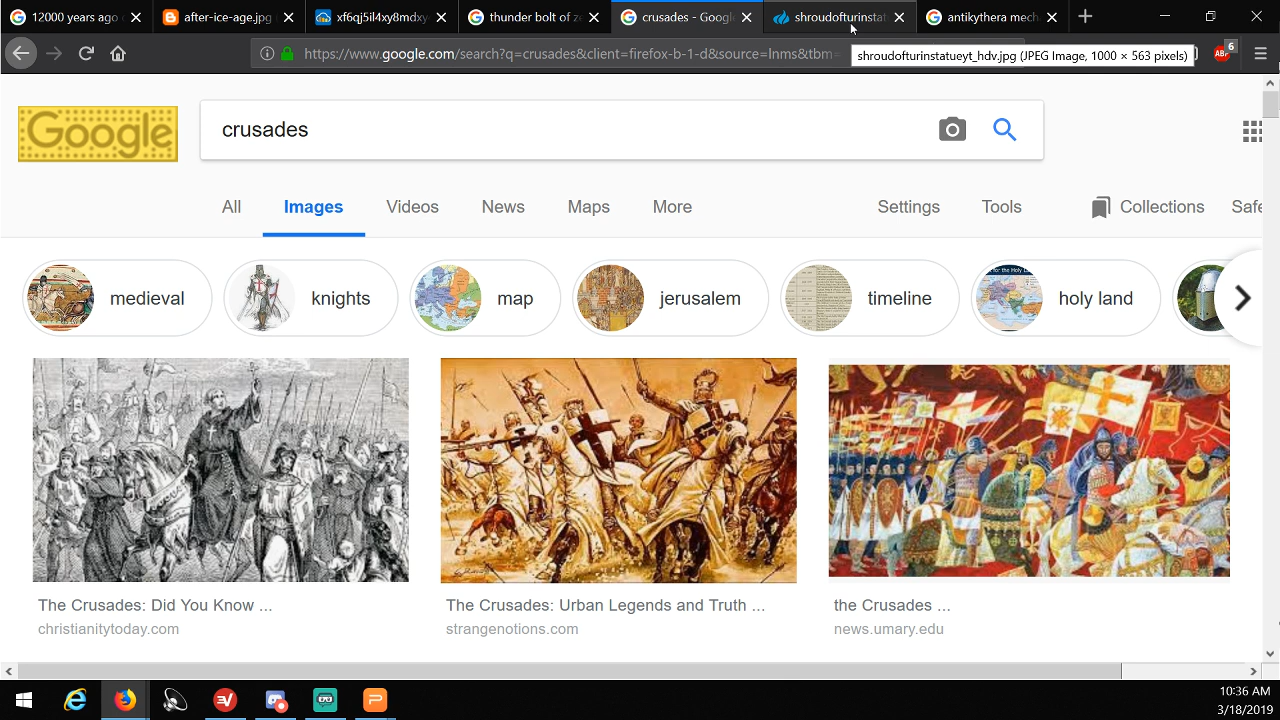 12000 years ago
after-ice-age.jpg
xf6qj5il4xy8mdxy
thunder bolt of ze
crusades - Google
shroudofturinstat
antikythera mech
https://www.google.com/search?q=crusades&client=firefox-b-1-d&source=lnms&tbm=
shroudofturinstatueyt_hdv.jpg (JPEG Image, 1000 × 563 pixels)
ABP
6
Google
crusades
All
Images
Videos
News
Maps
More
Settings
Tools
Collections
Safe
medieval
knights
map
jerusalem
timeline
holy land
The Crusades: Did You Know ...
christianitytoday.com
The Crusades: Urban Legends and Truth ...
strangenotions.com
the Crusades ...
news.umary.edu
10:36 AM
3/18/2019